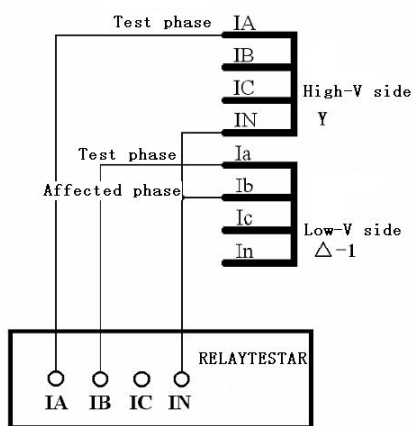 Test phase IA
IB
IC High-V side
IN Y
Test phase Ia
Affected phase Ib
Ic Low-V side
In △-1
RELAYTESTAR
IA IB IC IN